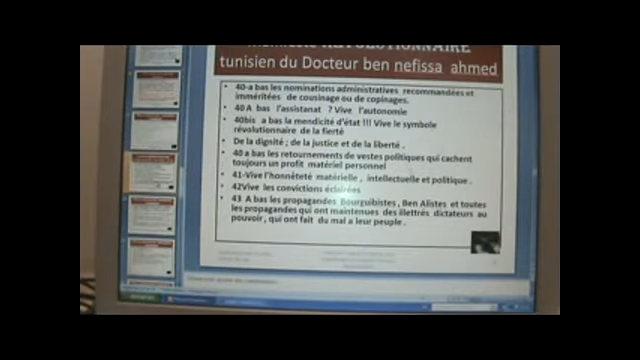 REVOLUTIONNAIRE
tunisien du Docteur ben nefissa ahmed
• 40-a bas les nominations administratives recommandées et
imméritées de cousinage ou de copinages.
• 40 A bas l'assistanat ? Vive l'autonomie
• 40bis a bas la mendicité d'état !!! Vive le symbole
révolutionnaire de la fierté
• De la dignité ; de la justice et de la liberté .
• 40 a bas les retournements de vestes politiques qui cachent
toujours un profit matériel personnel
• 41-Vive l'honnêteté matérielle , intellectuelle et politique .
• 42Vive les convictions éclairées
• 43 A bas les propagandes Bourguibistes , Ben Alistes et toutes
les propagandes qui ont maintenues des illettrés dictateurs au
pouvoir , qui ont fait du mal a leur peuple .